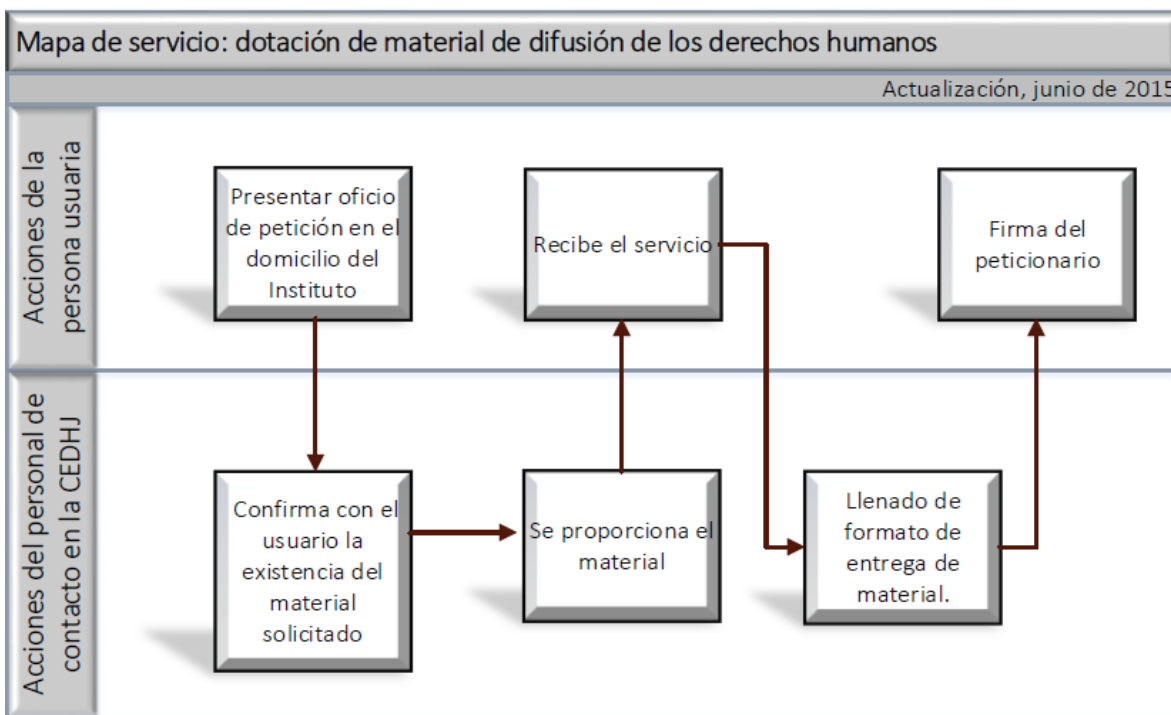 Mapa de servicio: dotación de material de difusión de los derechos humanos
Actualización, junio de 2015
Acciones de la
persona usuaria
Presentar oficio
de petición en el
domicilio del
Instituto
Recibe el servicio
Firma del
peticionario
Acciones del personal de
contacto en la CEDHJ
Confirma con el
usuario la
existencia del
material
solicitado
Se proporciona el
material
Llenado de
formato de
entrega de
material.